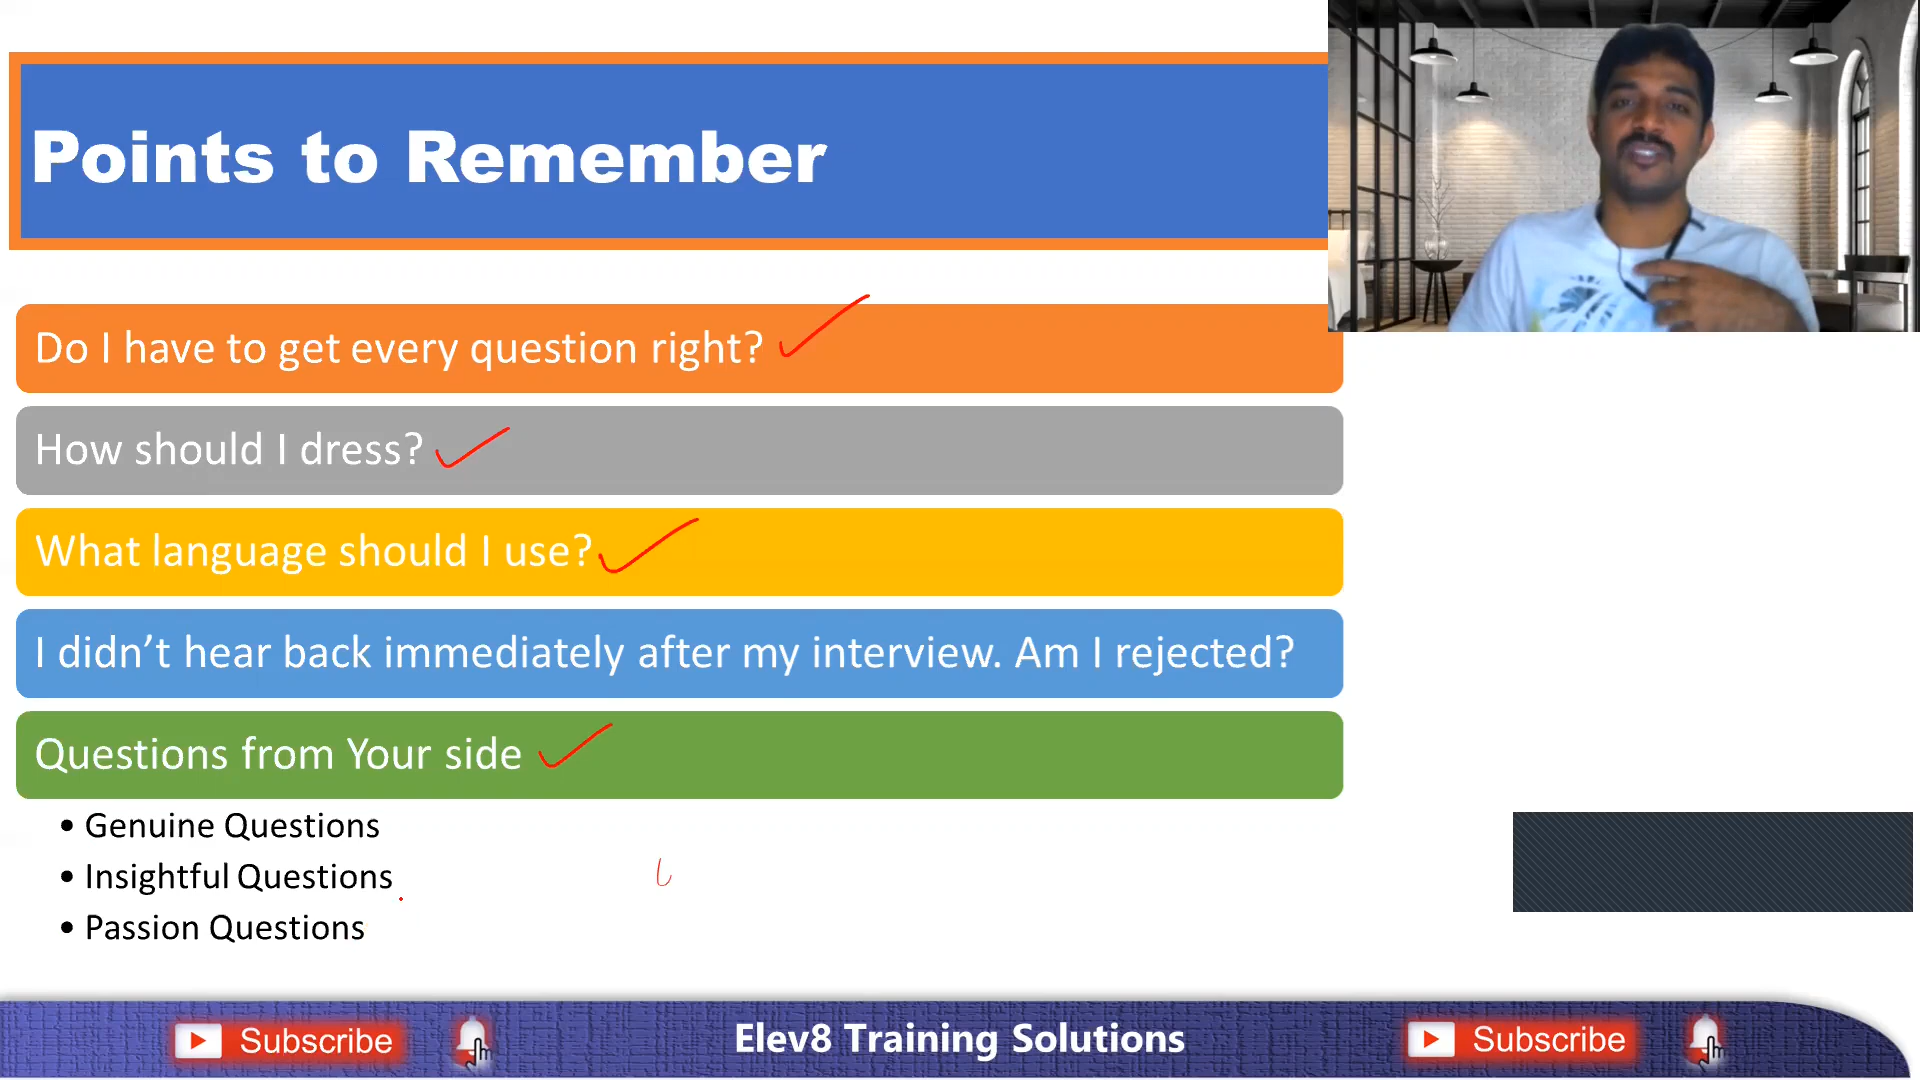 Points to Remember
Do I have to get every question right?
How should I dress?
What language should I use?
I didn’t hear back immediately after my interview. Am I rejected?
Questions from Your side
• Genuine Questions
• Insightful Questions
• Passion Questions
Subscribe
Elev8 Training Solutions
Subscribe